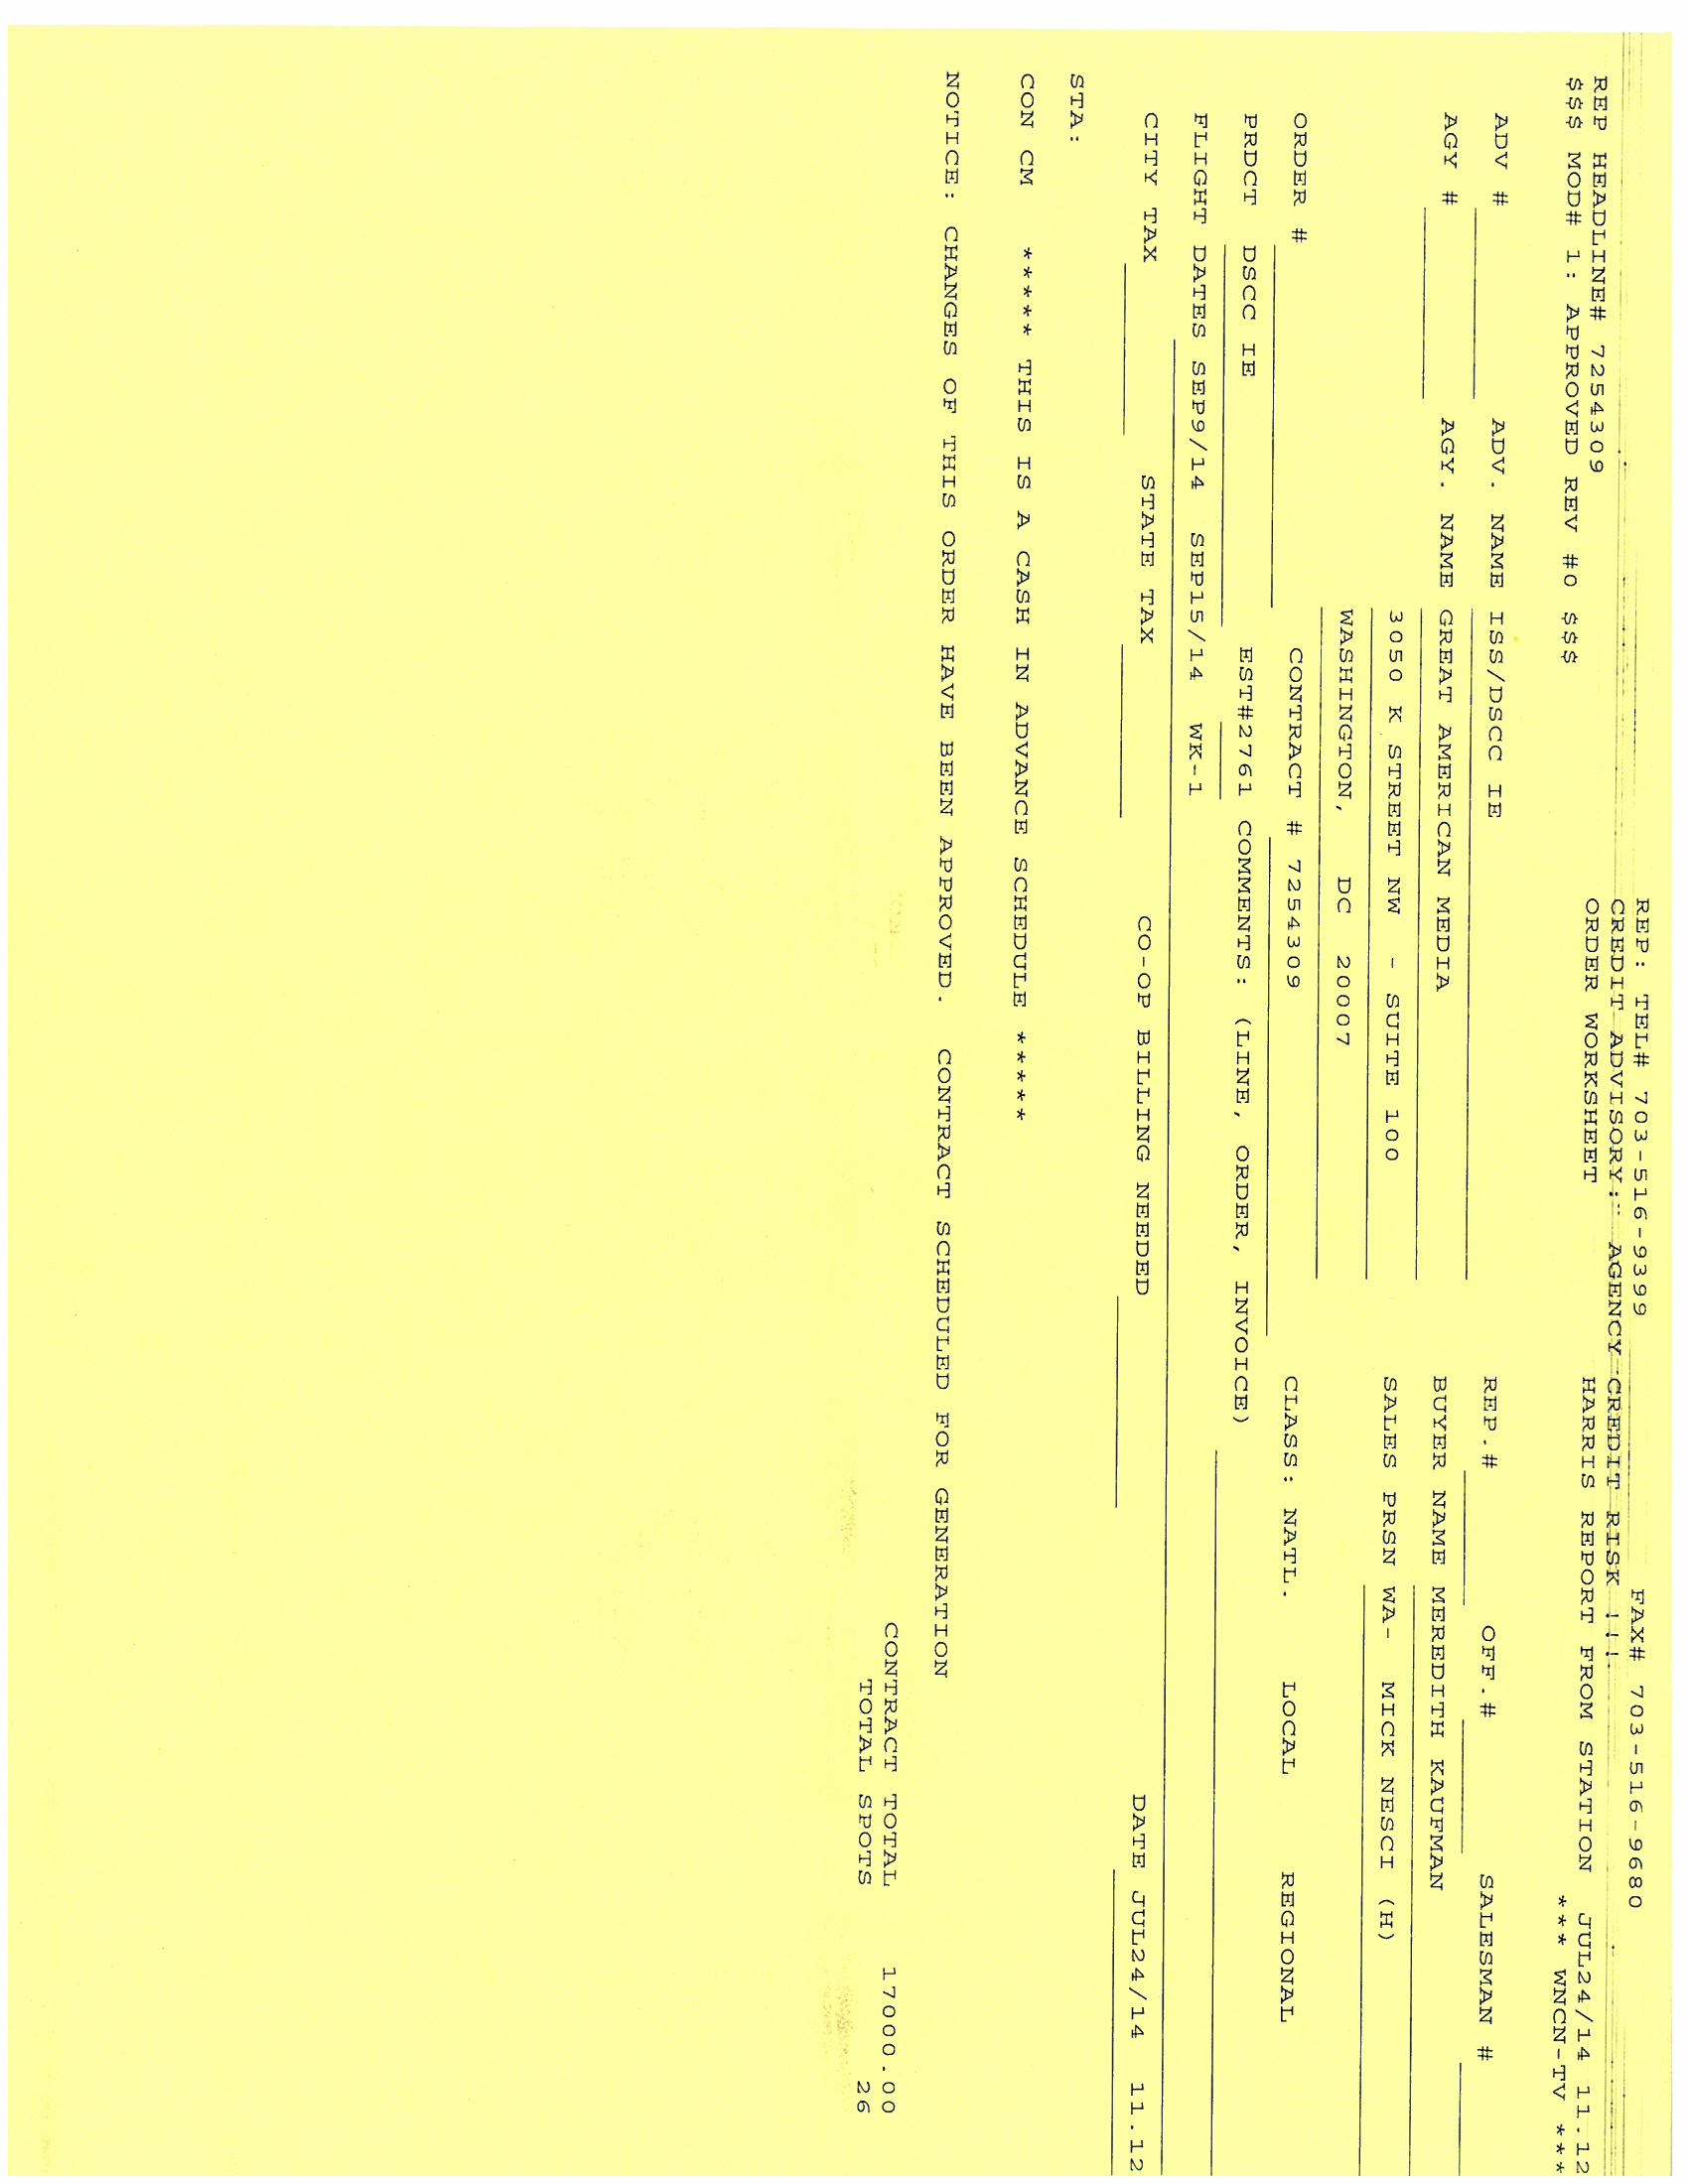 REP: TEL# 703-516-9399 FAX# 703-516-9680
CREDIT ADVISORY: AGENCY CREDIT RISK !!!
ORDER WORKSHEET HARRIS REPORT FROM STATION JUL24/14 11.12
REP HEADLINE# 7254309
$$$ MOD# 1: APPROVED REV #0 $$$ *** WNCN-TV ***
ADV # ADV. NAME ISS/DSCC IE REP.# OFF.# SALESMAN #
AGY # AGY. NAME GREAT AMERICAN MEDIA BUYER NAME MEREDITH KAUFMAN
3050 K STREET NW - SUITE 100 SALES PRSN WA- MICK NESCI (H)
WASHINGTON, DC 20007
ORDER # CONTRACT # 7254309 CLASS: NATL. LOCAL REGIONAL
PRDCT DSCC IE EST#2761 COMMENTS: (LINE, ORDER, INVOICE)
FLIGHT DATES SEP9/14 SEP15/14 WK-1
CITY TAX STATE TAX CO-OP BILLING NEEDED DATE JUL24/14 11.12
STA:
CON CM ***** THIS IS A CASH IN ADVANCE SCHEDULE *****
NOTICE: CHANGES OF THIS ORDER HAVE BEEN APPROVED. CONTRACT SCHEDULED FOR GENERATION
CONTRACT TOTAL 17000.00
TOTAL SPOTS 26